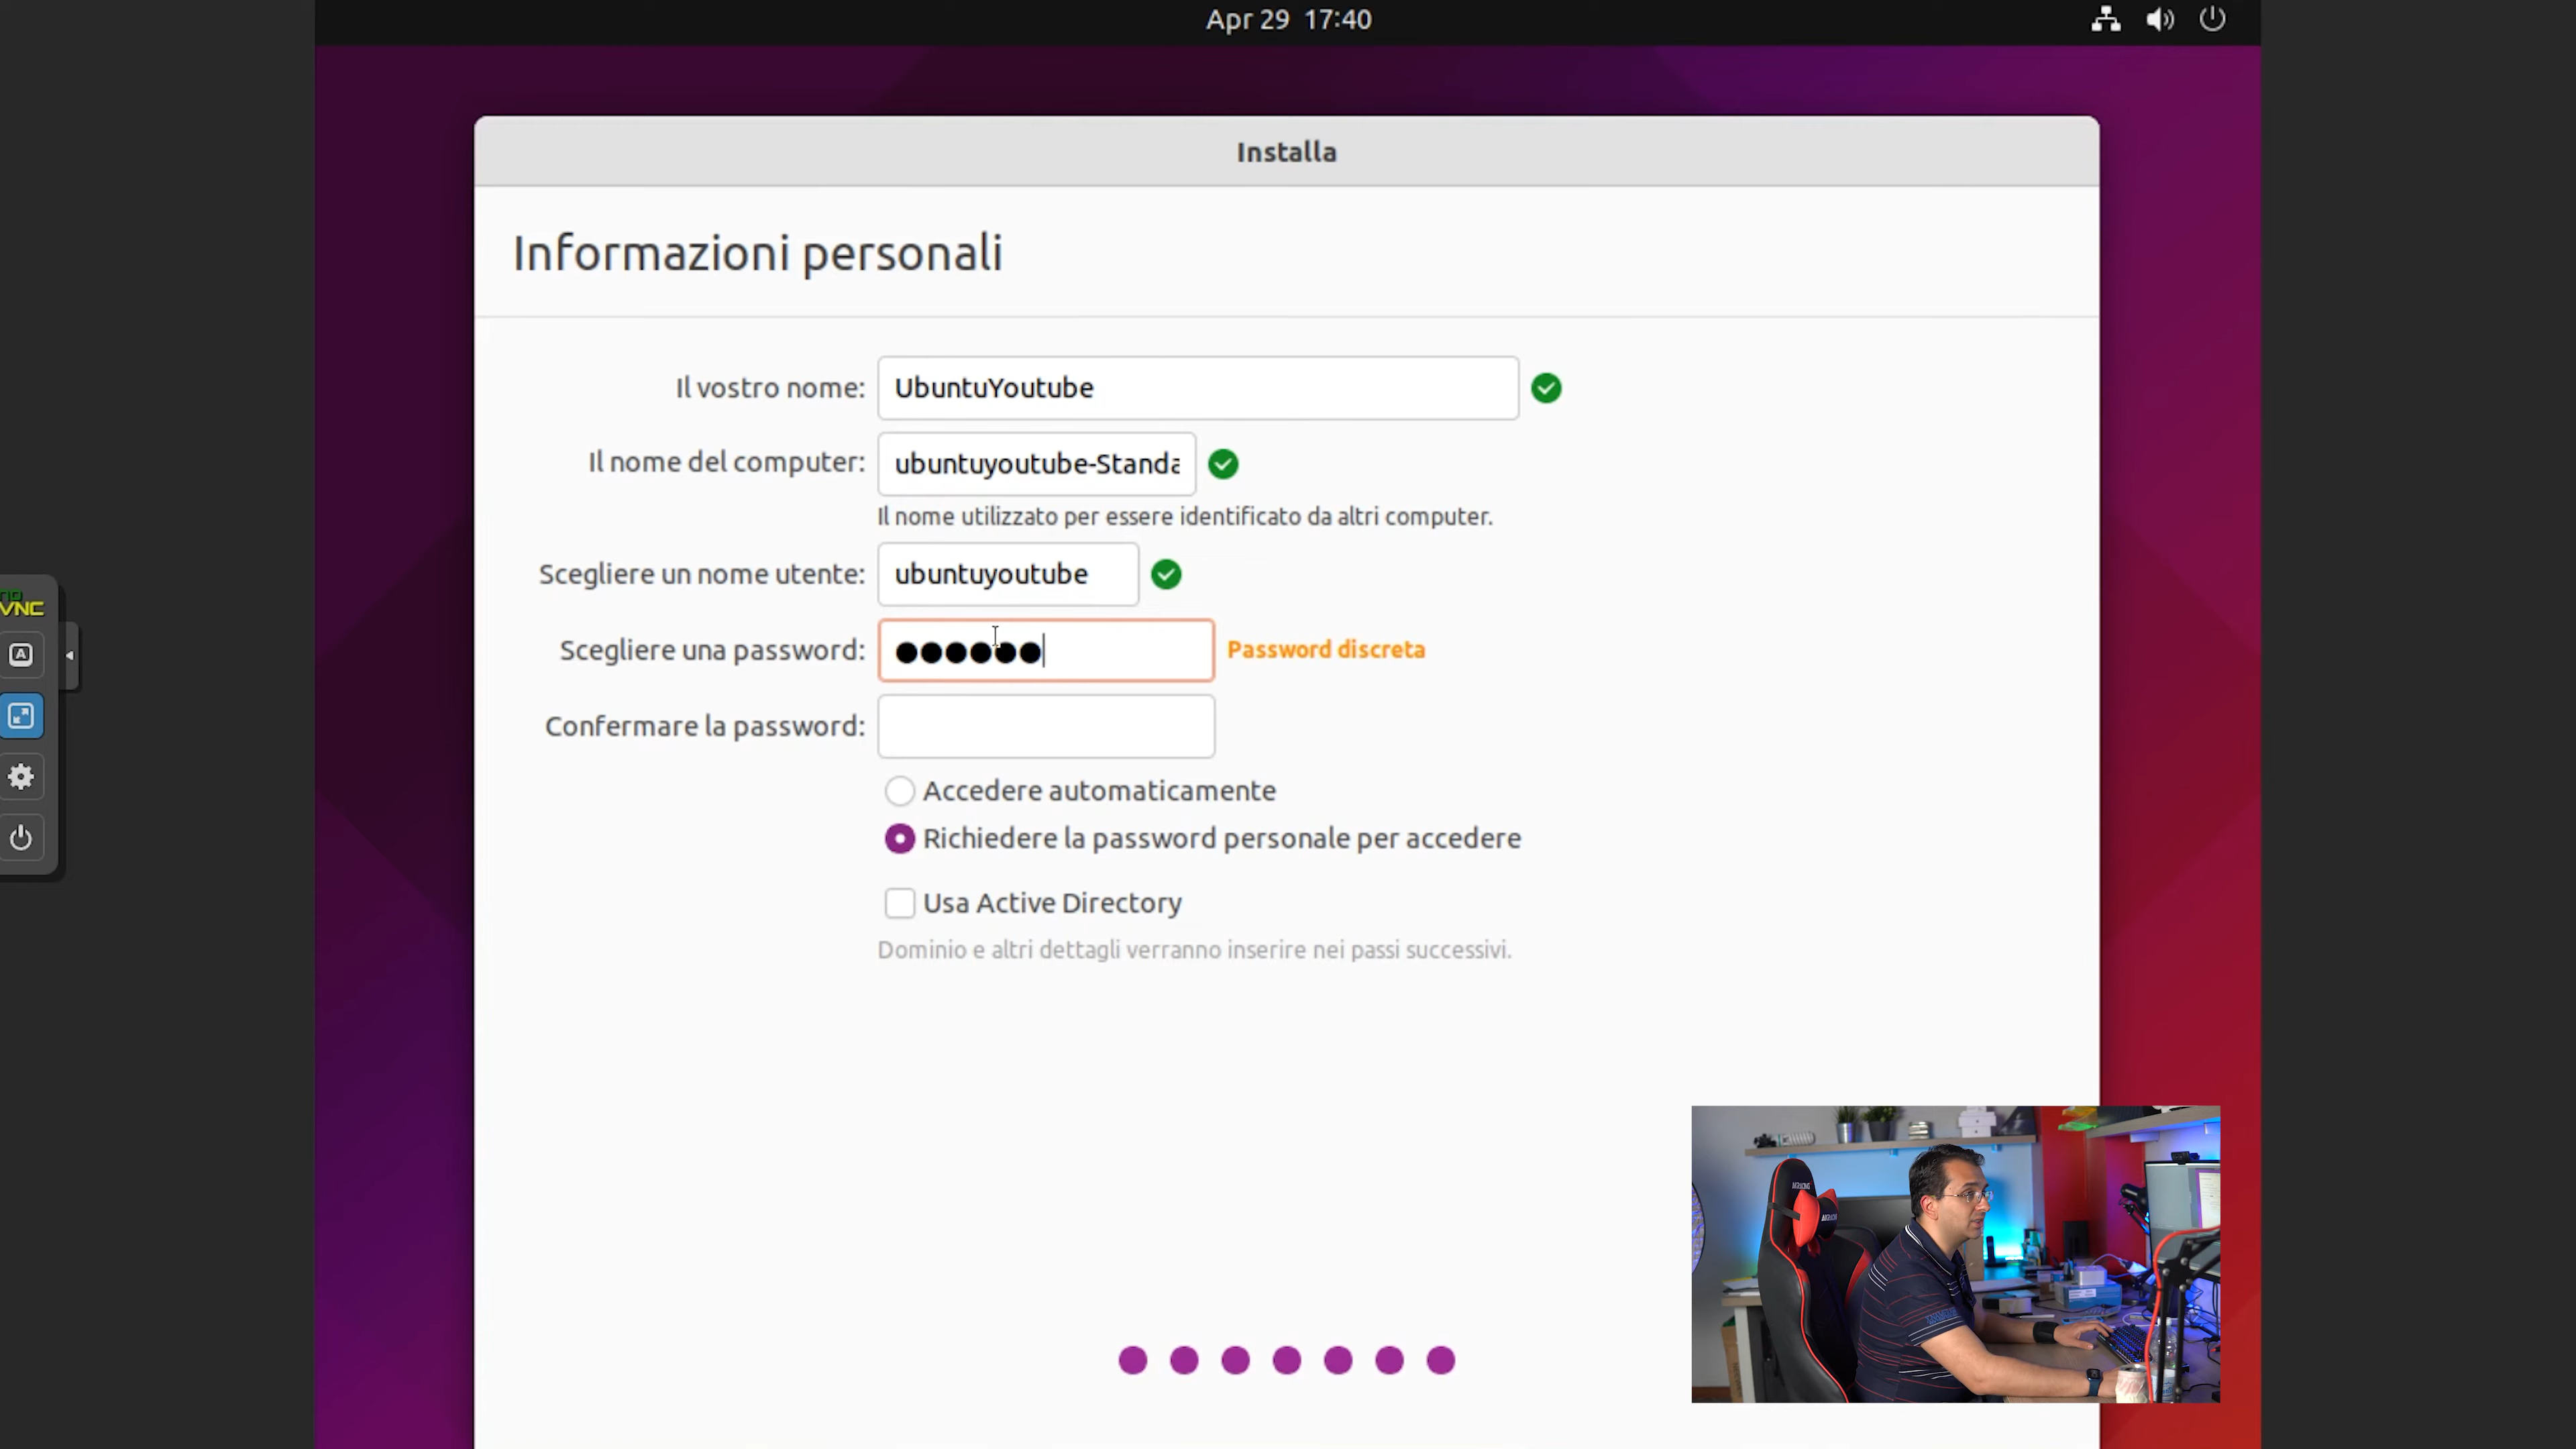 Apr 29 17:40
Installa
Informazioni personali
Il vostro nome: UbuntuYoutube
Il nome del computer: ubuntuyoutube-Standa
Il nome utilizzato per essere identificato da altri computer.
Scegliere un nome utente: ubuntuyoutube
Scegliere una password: Password discreta
Confermare la password:
Accedere automaticamente
Richiedere la password personale per accedere
Usa Active Directory
Dominio e altri dettagli verranno inserire nei passi successivi.
no
VNC
A